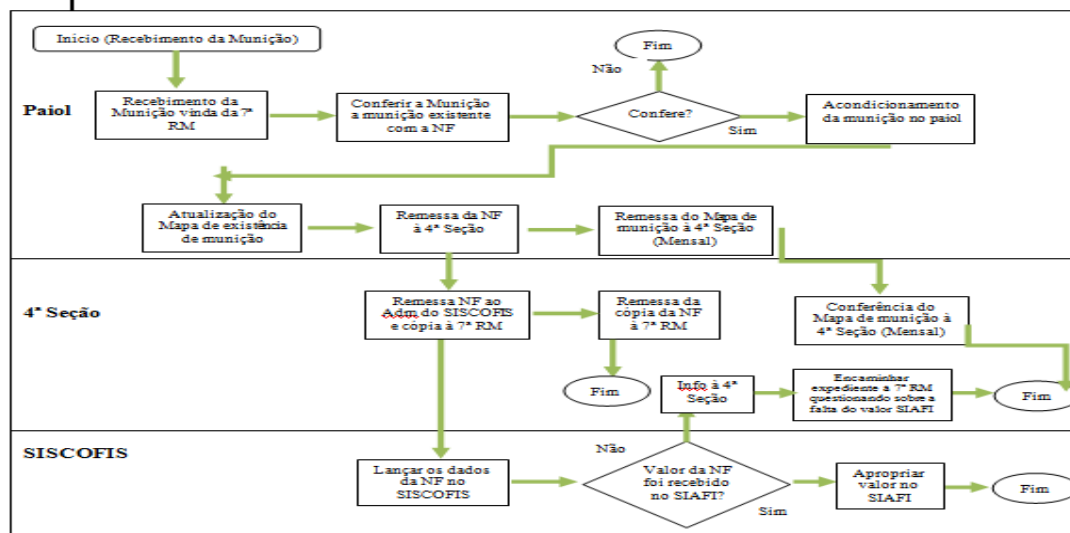 Inicio (Recebimento da Munição)
Fim
Não
Paiol
Recebimento da
Munição vinda da 7ª
RM
Conferir a Munição
a munição existente
com a NF
Confere?
Sim
Acondicionamento
da munição no paiol
Atualização do
Mapa de existência
de munição
Remessa da NF
à 4ª Seção
Remessa do Mapa de
munição à 4ª Seção
(Mensal)
4ª Seção
Remessa NF ao
Adm do SISCOFIS
e cópia à 7ª RM
Remessa da
cópia da NF
à 7ª RM
Conferência do
Mapa de munição à
4ª Seção (Mensal)
Fim
Info à 4ª
Seção
Encaminhar
expediente a 7ª RM
questionando sobre a
falta do valor SIAFI
Fim
SISCOFIS
Lançar os dados
da NF no
SISCOFIS
Não
Valor da NF
foi recebido
no SIAFI?
Sim
Apropriar
valor no
SIAFI
Fim